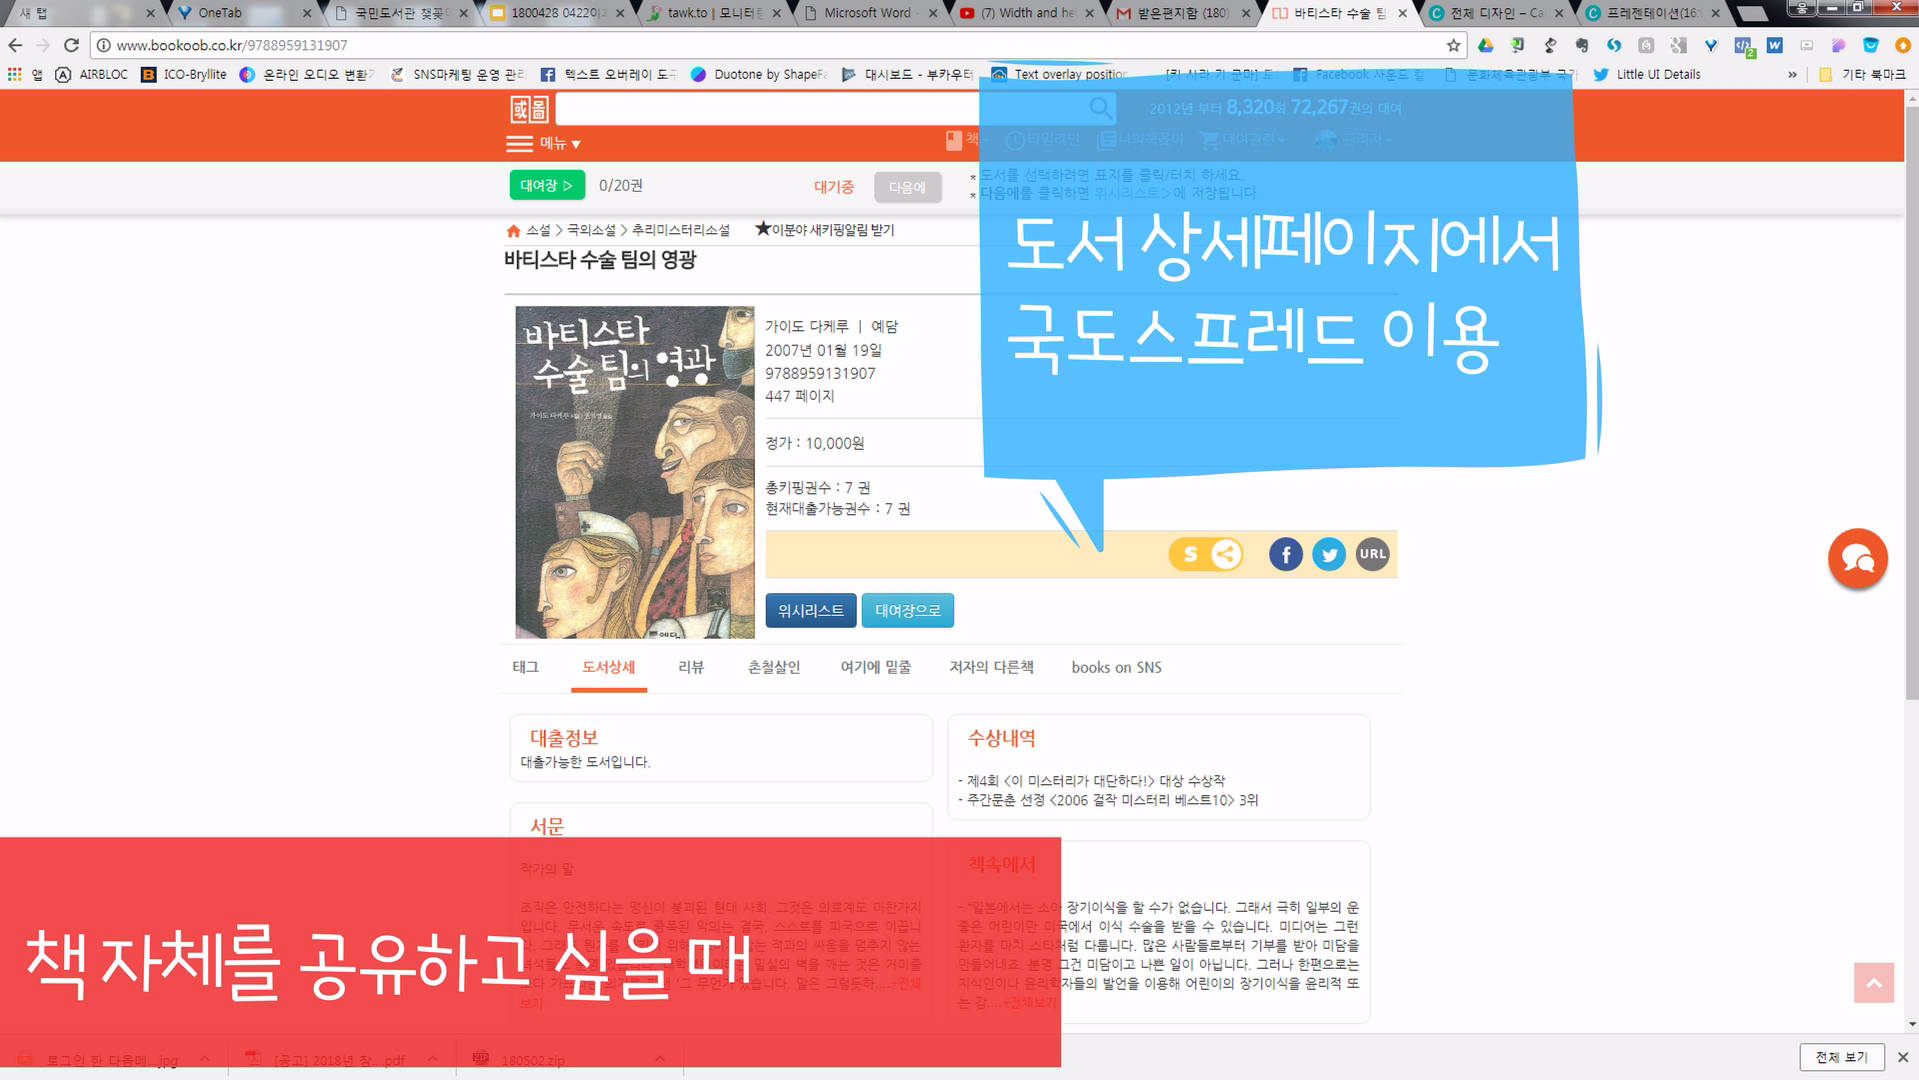 새 탭
OneTab
국민도서관 책꽂
1800428 0422이
tawk.to | 모니터링
Microsoft Word -
(7) Width and he
받은편지함 (180)
바티스타 수술 팀
전체 디자인 – Ca
프레젠테이션(16:
www.bookoob.co.kr/9788959131907
앱
AIRBLOC
ICO-Bryllite
온라인 오디오 변환기
SNS마케팅 운영 관리
텍스트 오버레이 도구
Duotone by ShapeFa
대시보드 - 부카우터
Text overlay position
Little UI Details
»
기타 북마크
或圖
2012년 부터 8,320회 72,267권의 대여
메뉴 ▼
책
타임라인
나의책꽂이
대여관련
관리자
대여장 ▷
0/20권
대기중
다음에
* 도서를 선택하려면 표지를 클릭/터치 하세요.
* 다음에를 클릭하면 위시리스트>에 저장됩니다.
소설 > 국외소설 > 추리미스터리소설
★이분야 새키핑알림 받기
바티스타 수술 팀의 영광
도서 상세페이지에서
국도스프레드 이용
바티스타
수술 팀의 영광
예담
가이도 다케루 | 예담
2007년 01월 19일
9788959131907
447 페이지
정가 : 10,000원
총키핑권수 : 7 권
현재대출가능권수 : 7 권
S
f
URL
위시리스트
대여장으로
태그
도서상세
리뷰
촌철살인
여기에 밑줄
저자의 다른책
books on SNS
대출정보
대출가능한 도서입니다.
수상내역
- 제4회 <이 미스터리가 대단하다!> 대상 수상작
- 주간문춘 선정 <2006 걸작 미스터리 베스트10> 3위
서문
작가의 말
책속에서
- "일본에서는 소아 장기이식을 할 수가 없습니다. 그래서 극히 일부의 운
좋은 어린이만 미국에서 이식 수술을 받을 수 있습니다. 미디어는 그런
환자를 마치 스타처럼 다룹니다. 많은 사람들로부터 기부를 받아 미담을
만들어내죠. 분명 그건 미담이고 나쁜 일이 아닙니다. 그러나 한편으로는
지식인이나 윤리학자들의 발언을 이용해 어린이의 장기이식을 윤리적 또
는 감....+전체보기
책 자체를 공유하고 싶을 때
로그인 한 다음에....jpg
[공고] 2018년 장....pdf
180502.zip
전체 보기